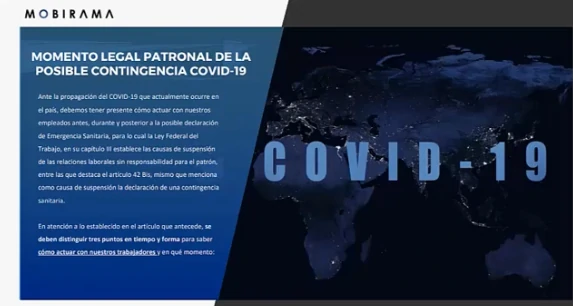 MOBIRAMA
MOMENTO LEGAL PATRONAL DE LA
POSIBLE CONTINGENCIA COVID-19
Ante la propagación del COVID-19 que actualmente ocurre en
el país, debemos tener presente cómo actuar con nuestros
empleados antes, durante y posterior a la posible declaración
de Emergencia Sanitaria, para lo cual la Ley Federal del
Trabajo, en su capítulo III establece las causas de suspensión
de las relaciones laborales sin responsabilidad para el patrón,
entre las que destaca el artículo 42 Bis, mismo que menciona
como causa de suspensión la declaración de una contingencia
sanitaria.
En atención a lo establecido en el artículo que antecede, se
deben distinguir tres puntos en tiempo y forma para saber
cómo actuar con nuestros trabajadores y en qué momento:
COVID-19